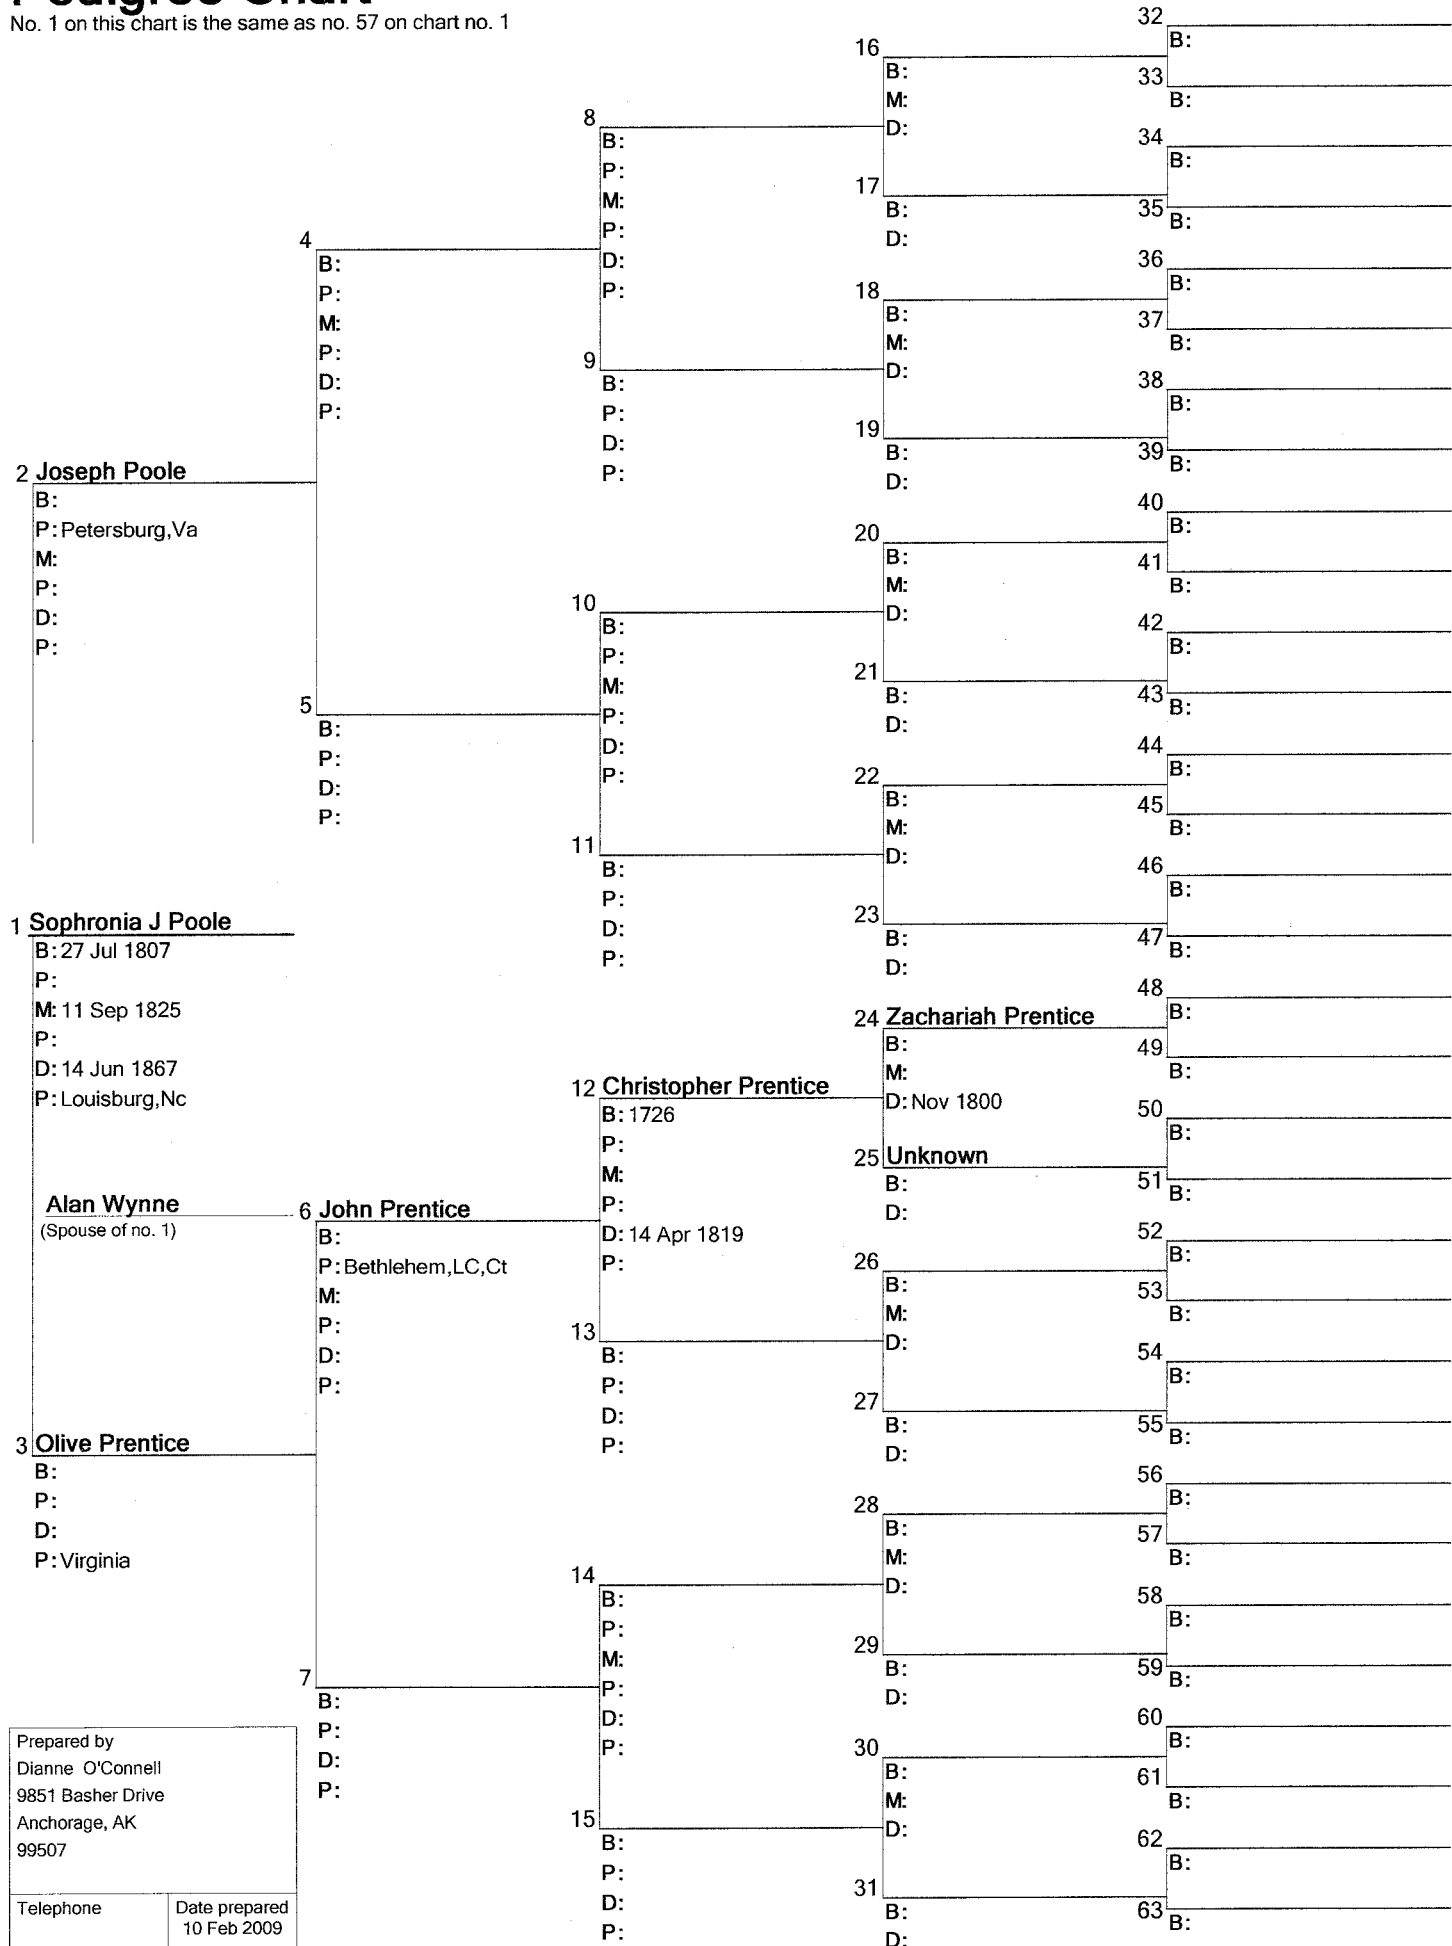 Pedigree Chart
No. 1 on this chart is the same as no. 57 on chart no. 1
2 Joseph Poole
B:
P: Petersburg,Va
M:
P:
D:
P:
1 Sophronia J Poole
B: 27 Jul 1807
P:
M: 11 Sep 1825
P:
D: 14 Jun 1867
P: Louisburg,Nc
Alan Wynne
(Spouse of no. 1)
3 Olive Prentice
B:
P:
D:
P: Virginia
Prepared by
Dianne O'Connell
9851 Basher Drive
Anchorage, AK
99507
Telephone
Date prepared
10 Feb 2009
4
B:
P:
M:
P:
D:
P:
5
B:
P:
D:
P:
6 John Prentice
B:
P: Bethlehem,LC,Ct
M:
P:
D:
P:
7
B:
P:
D:
P:
8
B:
P:
M:
P:
D:
P:
9
B:
P:
D:
P:
10
B:
P:
M:
P:
D:
P:
11
B:
P:
D:
P:
12 Christopher Prentice
B: 1726
P:
M:
P:
D: 14 Apr 1819
P:
13
B:
P:
D:
P:
14
B:
P:
M:
P:
D:
P:
15
B:
P:
D:
P:
16
B:
M:
D:
17
B:
D:
18
B:
M:
D:
19
B:
D:
20
B:
M:
D:
21
B:
D:
22
B:
M:
D:
23
B:
D:
24 Zachariah Prentice
B:
M:
D: Nov 1800
25 Unknown
B:
D:
26
B:
M:
D:
27
B:
D:
28
B:
M:
D:
29
B:
D:
30
B:
M:
D:
31
B:
D:
32
B:
33
B:
34
B:
35
B:
36
B:
37
B:
38
B:
39
B:
40
B:
41
B:
42
B:
43
B:
44
B:
45
B:
46
B:
47
B:
48
B:
49
B:
50
B:
51
B:
52
B:
53
B:
54
B:
55
B:
56
B:
57
B:
58
B:
59
B:
60
B:
61
B:
62
B:
63
B: